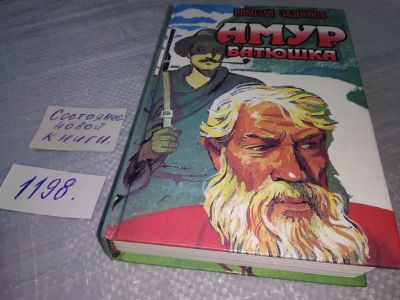 НИКОЛАЙ ЗАДОРНОВ
АМУР
БАТЮШКА
Состояние
новой
книги.
1198.